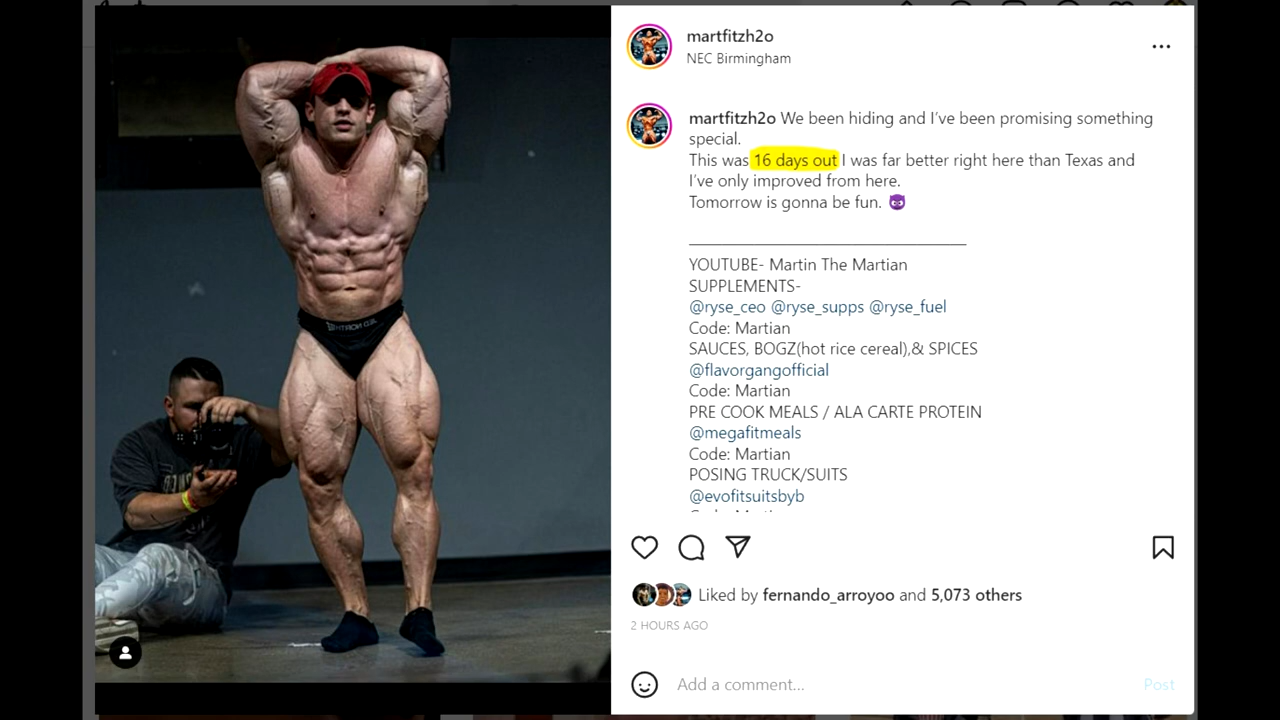 martfitzh2o
NEC Birmingham
martfitzh2o We been hiding and I've been promising something
special.
This was 16 days out I was far better right here than Texas and
I've only improved from here.
Tomorrow is gonna be fun. 😈
YOUTUBE- Martin The Martian
SUPPLEMENTS-
@ryse_ceo @ryse_supps @ryse_fuel
Code: Martian
SAUCES, BOGZ(hot rice cereal),& SPICES
@flavorgangofficial
Code: Martian
PRE COOK MEALS / ALA CARTE PROTEIN
@megafitmeals
Code: Martian
POSING TRUCK/SUITS
@evofitsuitsbyb
Liked by fernando_arroyoo and 5,073 others
2 HOURS AGO
Add a comment... Post